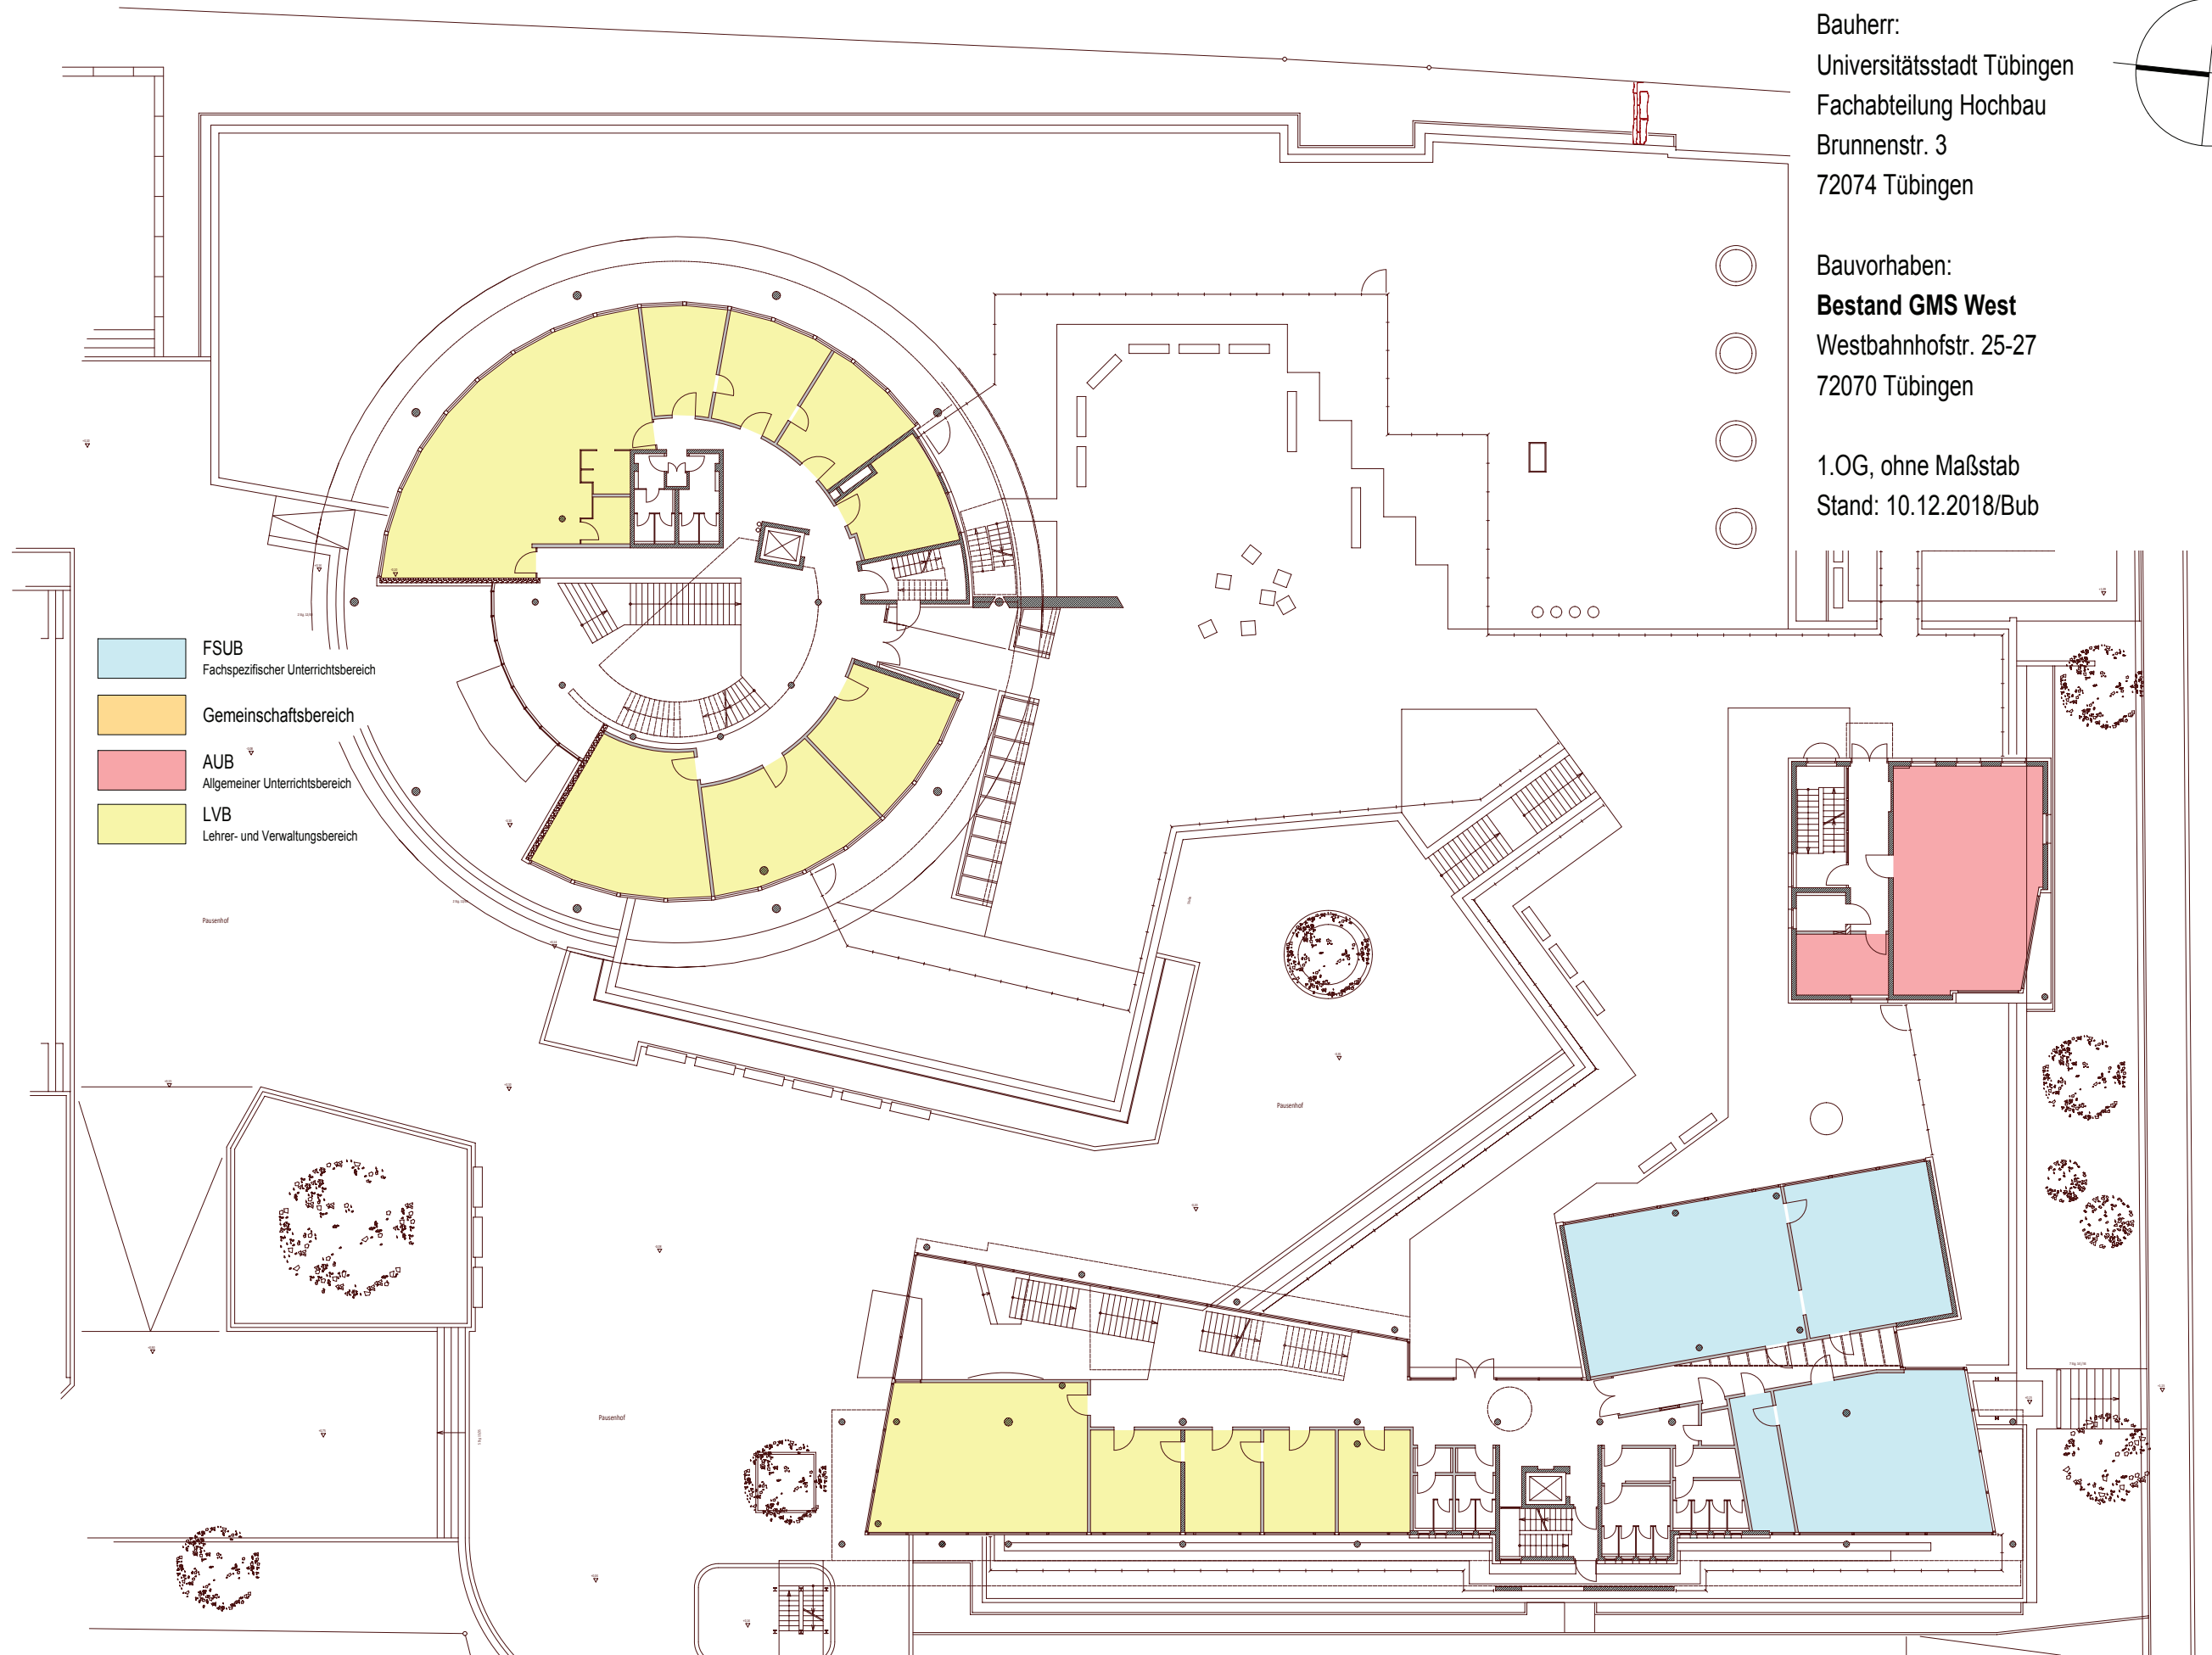 Bauherr:
Universitätsstadt Tübingen
Fachabteilung Hochbau
Brunnenstr. 3
72074 Tübingen
Bauvorhaben:
Bestand GMS West
Westbahnhofstr. 25-27
72070 Tübingen
1.OG, ohne Maßstab
Stand: 10.12.2018/Bub
FSUB
Fachspezifischer Unterrichtsbereich
Gemeinschaftsbereich
AUB
Allgemeiner Unterrichtsbereich
LVB
Lehrer- und Verwaltungsbereich
Pausenhof
Pausenhof
Pausenhof